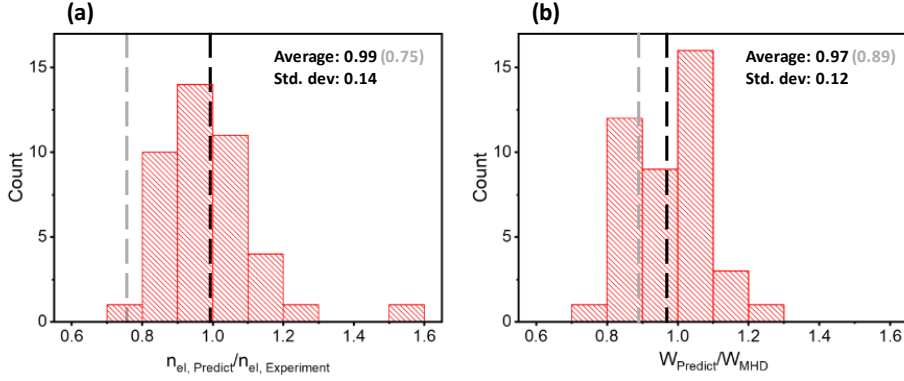 (a)
Average: 0.99 (0.75)
Std. dev: 0.14
Count
15
10
5
0
0.6 0.8 1.0 1.2 1.4 1.6
n_el, Predict/n_el, Experiment
(b)
Average: 0.97 (0.89)
Std. dev: 0.12
Count
15
10
5
0
0.6 0.8 1.0 1.2 1.4 1.6
W_Predict/W_MHD